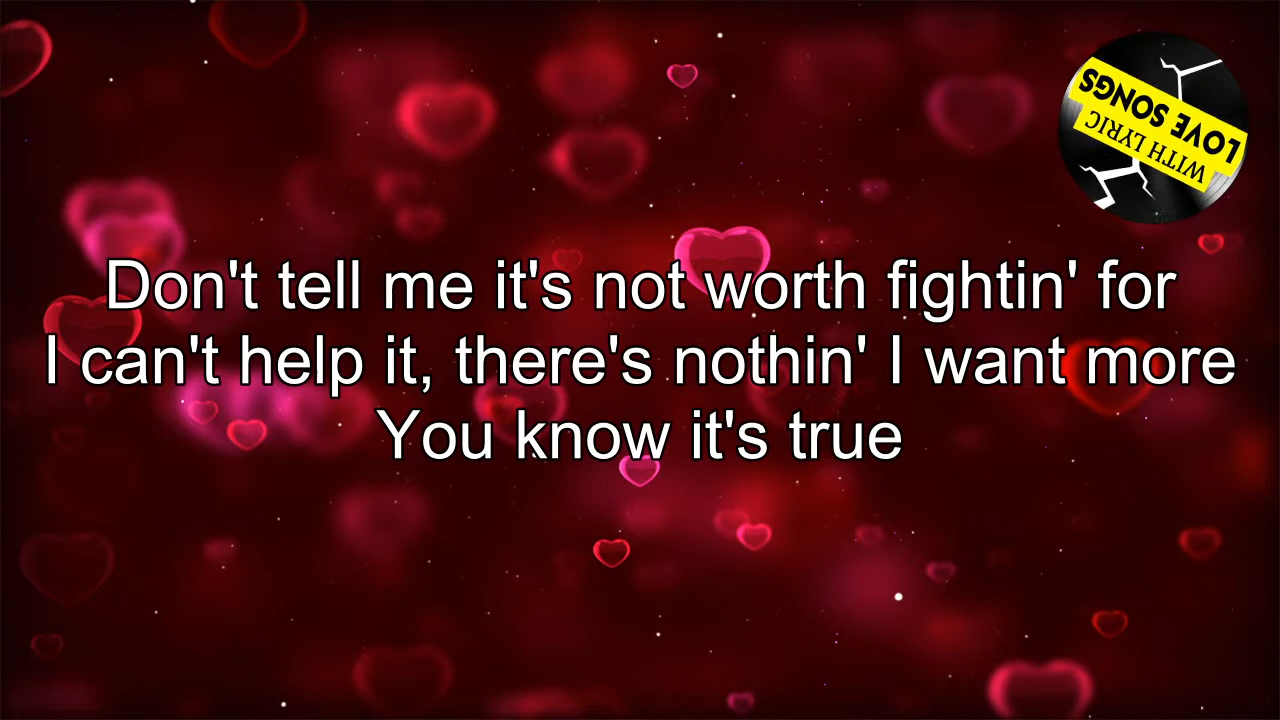 LOVE SONGS
WITH LYRIC
Don't tell me it's not worth fightin' for
I can't help it, there's nothin' I want more
You know it's true